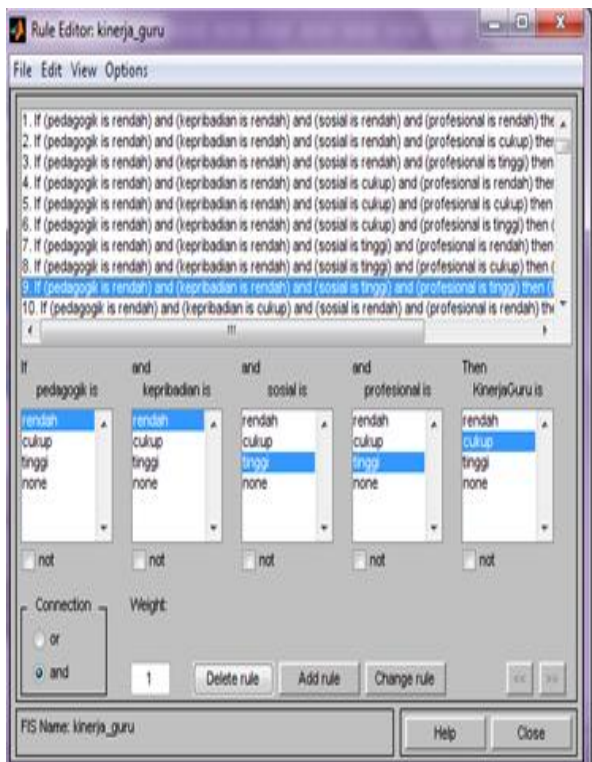 Rule Editor: kinerja_guru
File Edit View Options
1. If (pedagogik is rendah) and (kepribadian is rendah) and (sosial is rendah) and (profesional is rendah) the
2. If (pedagogik is rendah) and (kepribadian is rendah) and (sosial is rendah) and (profesional is cukup) the
3. If (pedagogik is rendah) and (kepribadian is rendah) and (sosial is rendah) and (profesional is tinggi) then
4. If (pedagogik is rendah) and (kepribadian is rendah) and (sosial is cukup) and (profesional is rendah) ther
5. If (pedagogik is rendah) and (kepribadian is rendah) and (sosial is cukup) and (profesional is cukup) then
6. If (pedagogik is rendah) and (kepribadian is rendah) and (sosial is cukup) and (profesional is tinggi) then (
7. If (pedagogik is rendah) and (kepribadian is rendah) and (sosial is tinggi) and (profesional is rendah) then
8. If (pedagogik is rendah) and (kepribadian is rendah) and (sosial is tinggi) and (profesional is cukup) then (
9. If (pedagogik is rendah) and (kepribadian is rendah) and (sosial is tinggi) and (profesional is tinggi) then (
10. If (pedagogik is rendah) and (kepribadian is cukup) and (sosial is rendah) and (profesional is rendah) the
If and and and Then
pedagogik is kepribadian is sosial is profesional is KinerjaGuru is
rendah rendah rendah rendah rendah
cukup cukup cukup cukup cukup
tinggi tinggi tinggi tinggi tinggi
none none none none none
not not not not not
Connection Weight:
or
and 1 Delete rule Add rule Change rule << >>
FIS Name: kinerja_guru Help Close